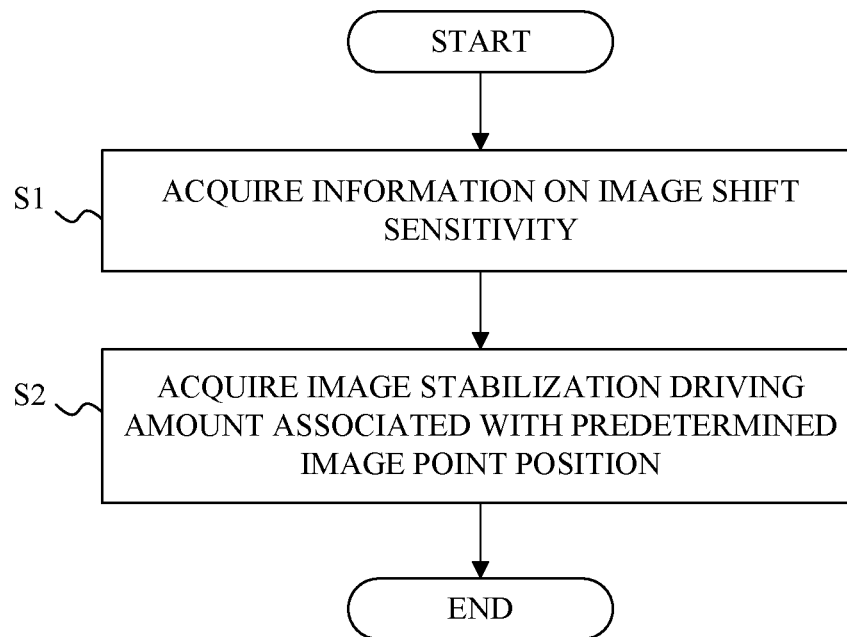 START
S1
ACQUIRE INFORMATION ON IMAGE SHIFT
SENSITIVITY
S2
ACQUIRE IMAGE STABILIZATION DRIVING
AMOUNT ASSOCIATED WITH PREDETERMINED
IMAGE POINT POSITION
END